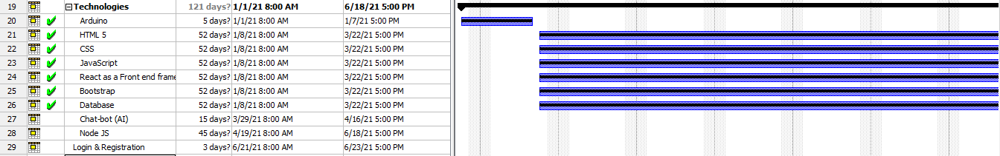 19 Technologies 121 days? 1/1/21 8:00 AM 6/18/21 5:00 PM
20 Arduino 5 days? 1/1/21 8:00 AM 1/7/21 5:00 PM
21 HTML 5 52 days? 1/8/21 8:00 AM 3/22/21 5:00 PM
22 CSS 52 days? 1/8/21 8:00 AM 3/22/21 5:00 PM
23 JavaScript 52 days? 1/8/21 8:00 AM 3/22/21 5:00 PM
24 React as a Front end frame 52 days? 1/8/21 8:00 AM 3/22/21 5:00 PM
25 Bootstrap 52 days? 1/8/21 8:00 AM 3/22/21 5:00 PM
26 Database 52 days? 1/8/21 8:00 AM 3/22/21 5:00 PM
27 Chat-bot (AI) 15 days? 3/29/21 8:00 AM 4/16/21 5:00 PM
28 Node JS 45 days? 4/19/21 8:00 AM 6/18/21 5:00 PM
29 Login & Registration 3 days? 6/21/21 8:00 AM 6/23/21 5:00 PM